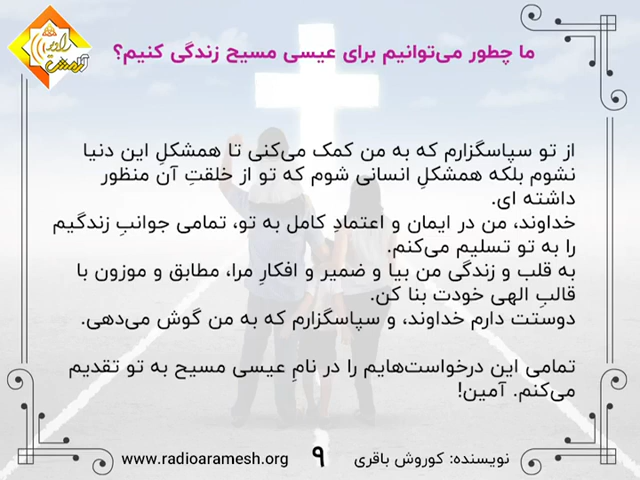 رادیو آرامش
ما چطور می‌توانیم برای عیسی مسیح زندگی کنیم؟
از تو سپاسگزارم که به من کمک می‌کنی تا همشکلِ این دنیا
نشوم بلکه همشکلِ انسانی شوم که تو از خلقتِ آن منظور
داشته ای.
خداوند، من در ایمان و اعتمادِ کامل به تو، تمامی جوانبِ زندگیم
را به تو تسلیم می‌کنم.
به قلب و زندگی من بیا و ضمیر و افکارِ مرا، مطابق و موزون با
قالبِ الهی خودت بنا کن.
دوستت دارم خداوند، و سپاسگزارم که به من گوش می‌دهی.
تمامی این درخواست‌هایم را در نامِ عیسی مسیح به تو تقدیم
می‌کنم. آمین!
نویسنده: کوروش باقری ۹ www.radioaramesh.org